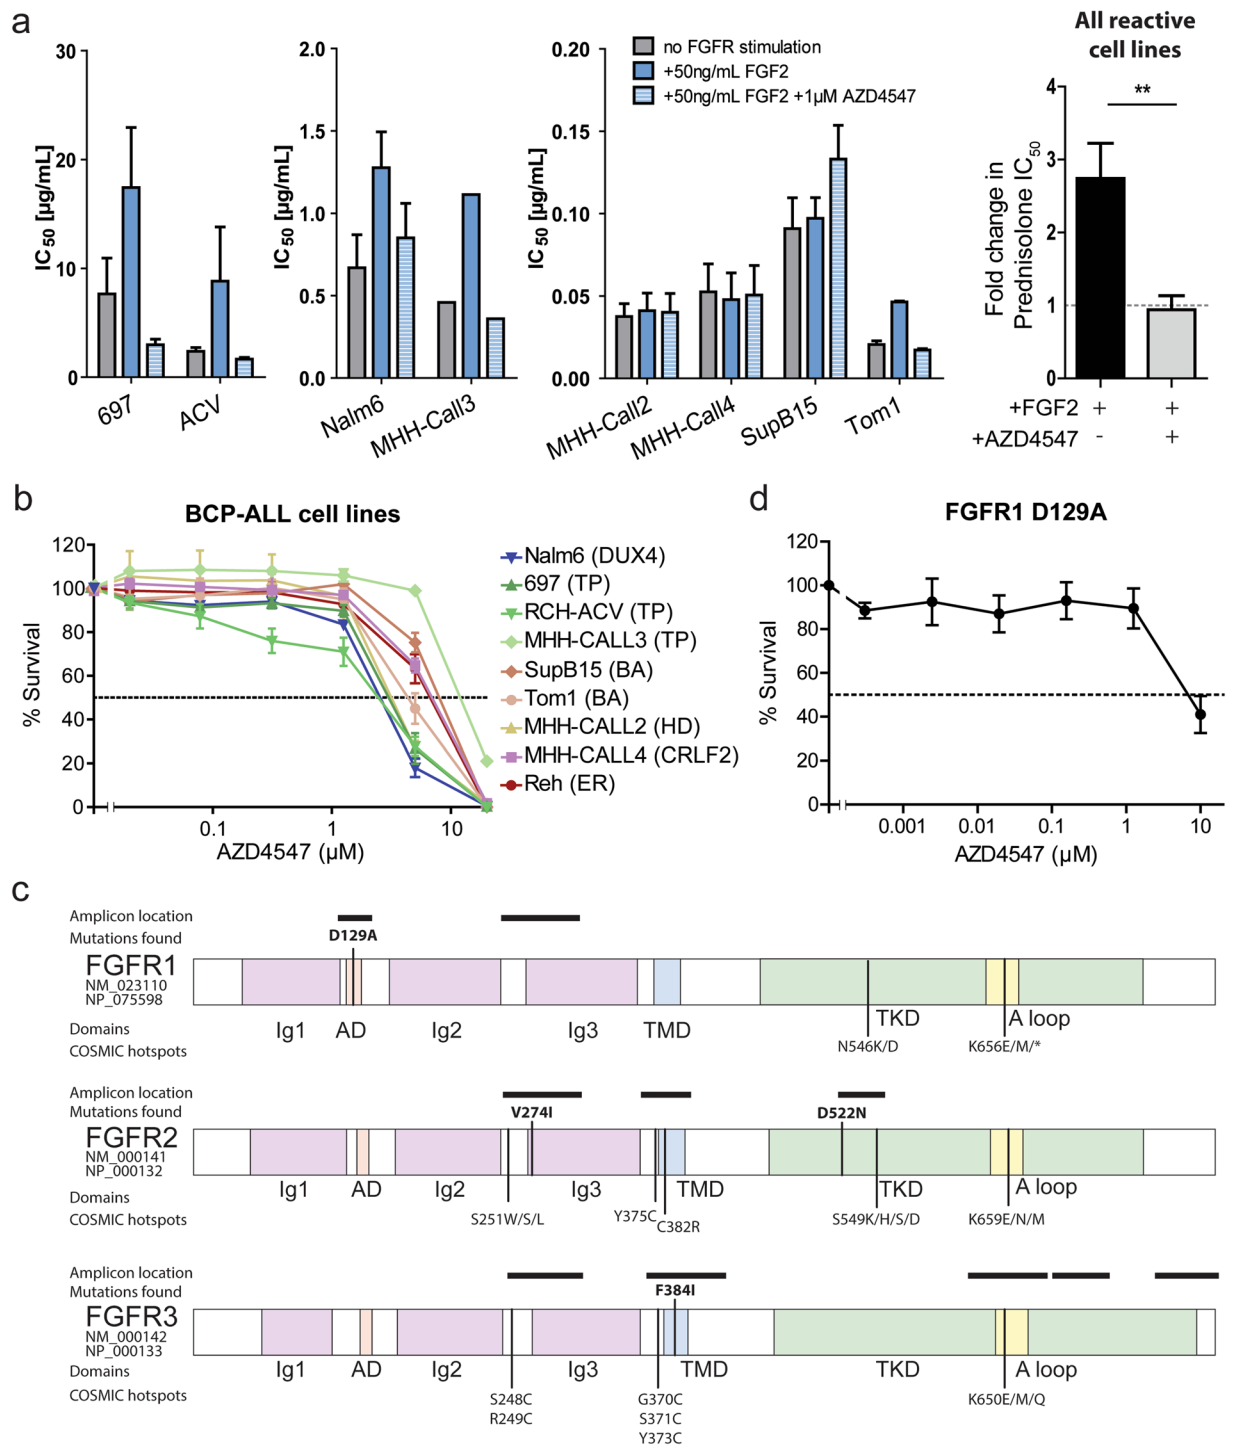 a
All reactive
cell lines
no FGFR stimulation
+50ng/mL FGF2
+50ng/mL FGF2 +1µM AZD4547
IC50 [µg/mL]
30
20
10
0
697
ACV
IC50 [µg/mL]
2.0
1.5
1.0
0.5
0.0
Nalm6
MHH-Call3
IC50 [µg/mL]
0.20
0.15
0.10
0.05
0.00
MHH-Call2
MHH-Call4
SupB15
Tom1
Fold change in
Prednisolone IC50
4
3
2
1
0
**
+FGF2 + +
+AZD4547 - +
b
BCP-ALL cell lines
% Survival
120
100
80
60
40
20
0
0.1 1 10
AZD4547 (µM)
Nalm6 (DUX4)
697 (TP)
RCH-ACV (TP)
MHH-CALL3 (TP)
SupB15 (BA)
Tom1 (BA)
MHH-CALL2 (HD)
MHH-CALL4 (CRLF2)
Reh (ER)
d
FGFR1 D129A
% Survival
120
100
80
60
40
20
0
0.001 0.01 0.1 1 10
AZD4547 (µM)
c
Amplicon location
Mutations found
D129A
FGFR1
NM_023110
NP_075598
Domains
Ig1 AD Ig2 Ig3 TMD TKD A loop
COSMIC hotspots
N546K/D K656E/M/*
Amplicon location
Mutations found
V274I D522N
FGFR2
NM_000141
NP_000132
Domains
Ig1 AD Ig2 Ig3 TMD TKD A loop
COSMIC hotspots
S251W/S/L Y375C C382R S549K/H/S/D K659E/N/M
Amplicon location
Mutations found
F384I
FGFR3
NM_000142
NP_000133
Domains
Ig1 AD Ig2 Ig3 TMD TKD A loop
COSMIC hotspots
S248C G370C K650E/M/Q
R249C S371C
Y373C